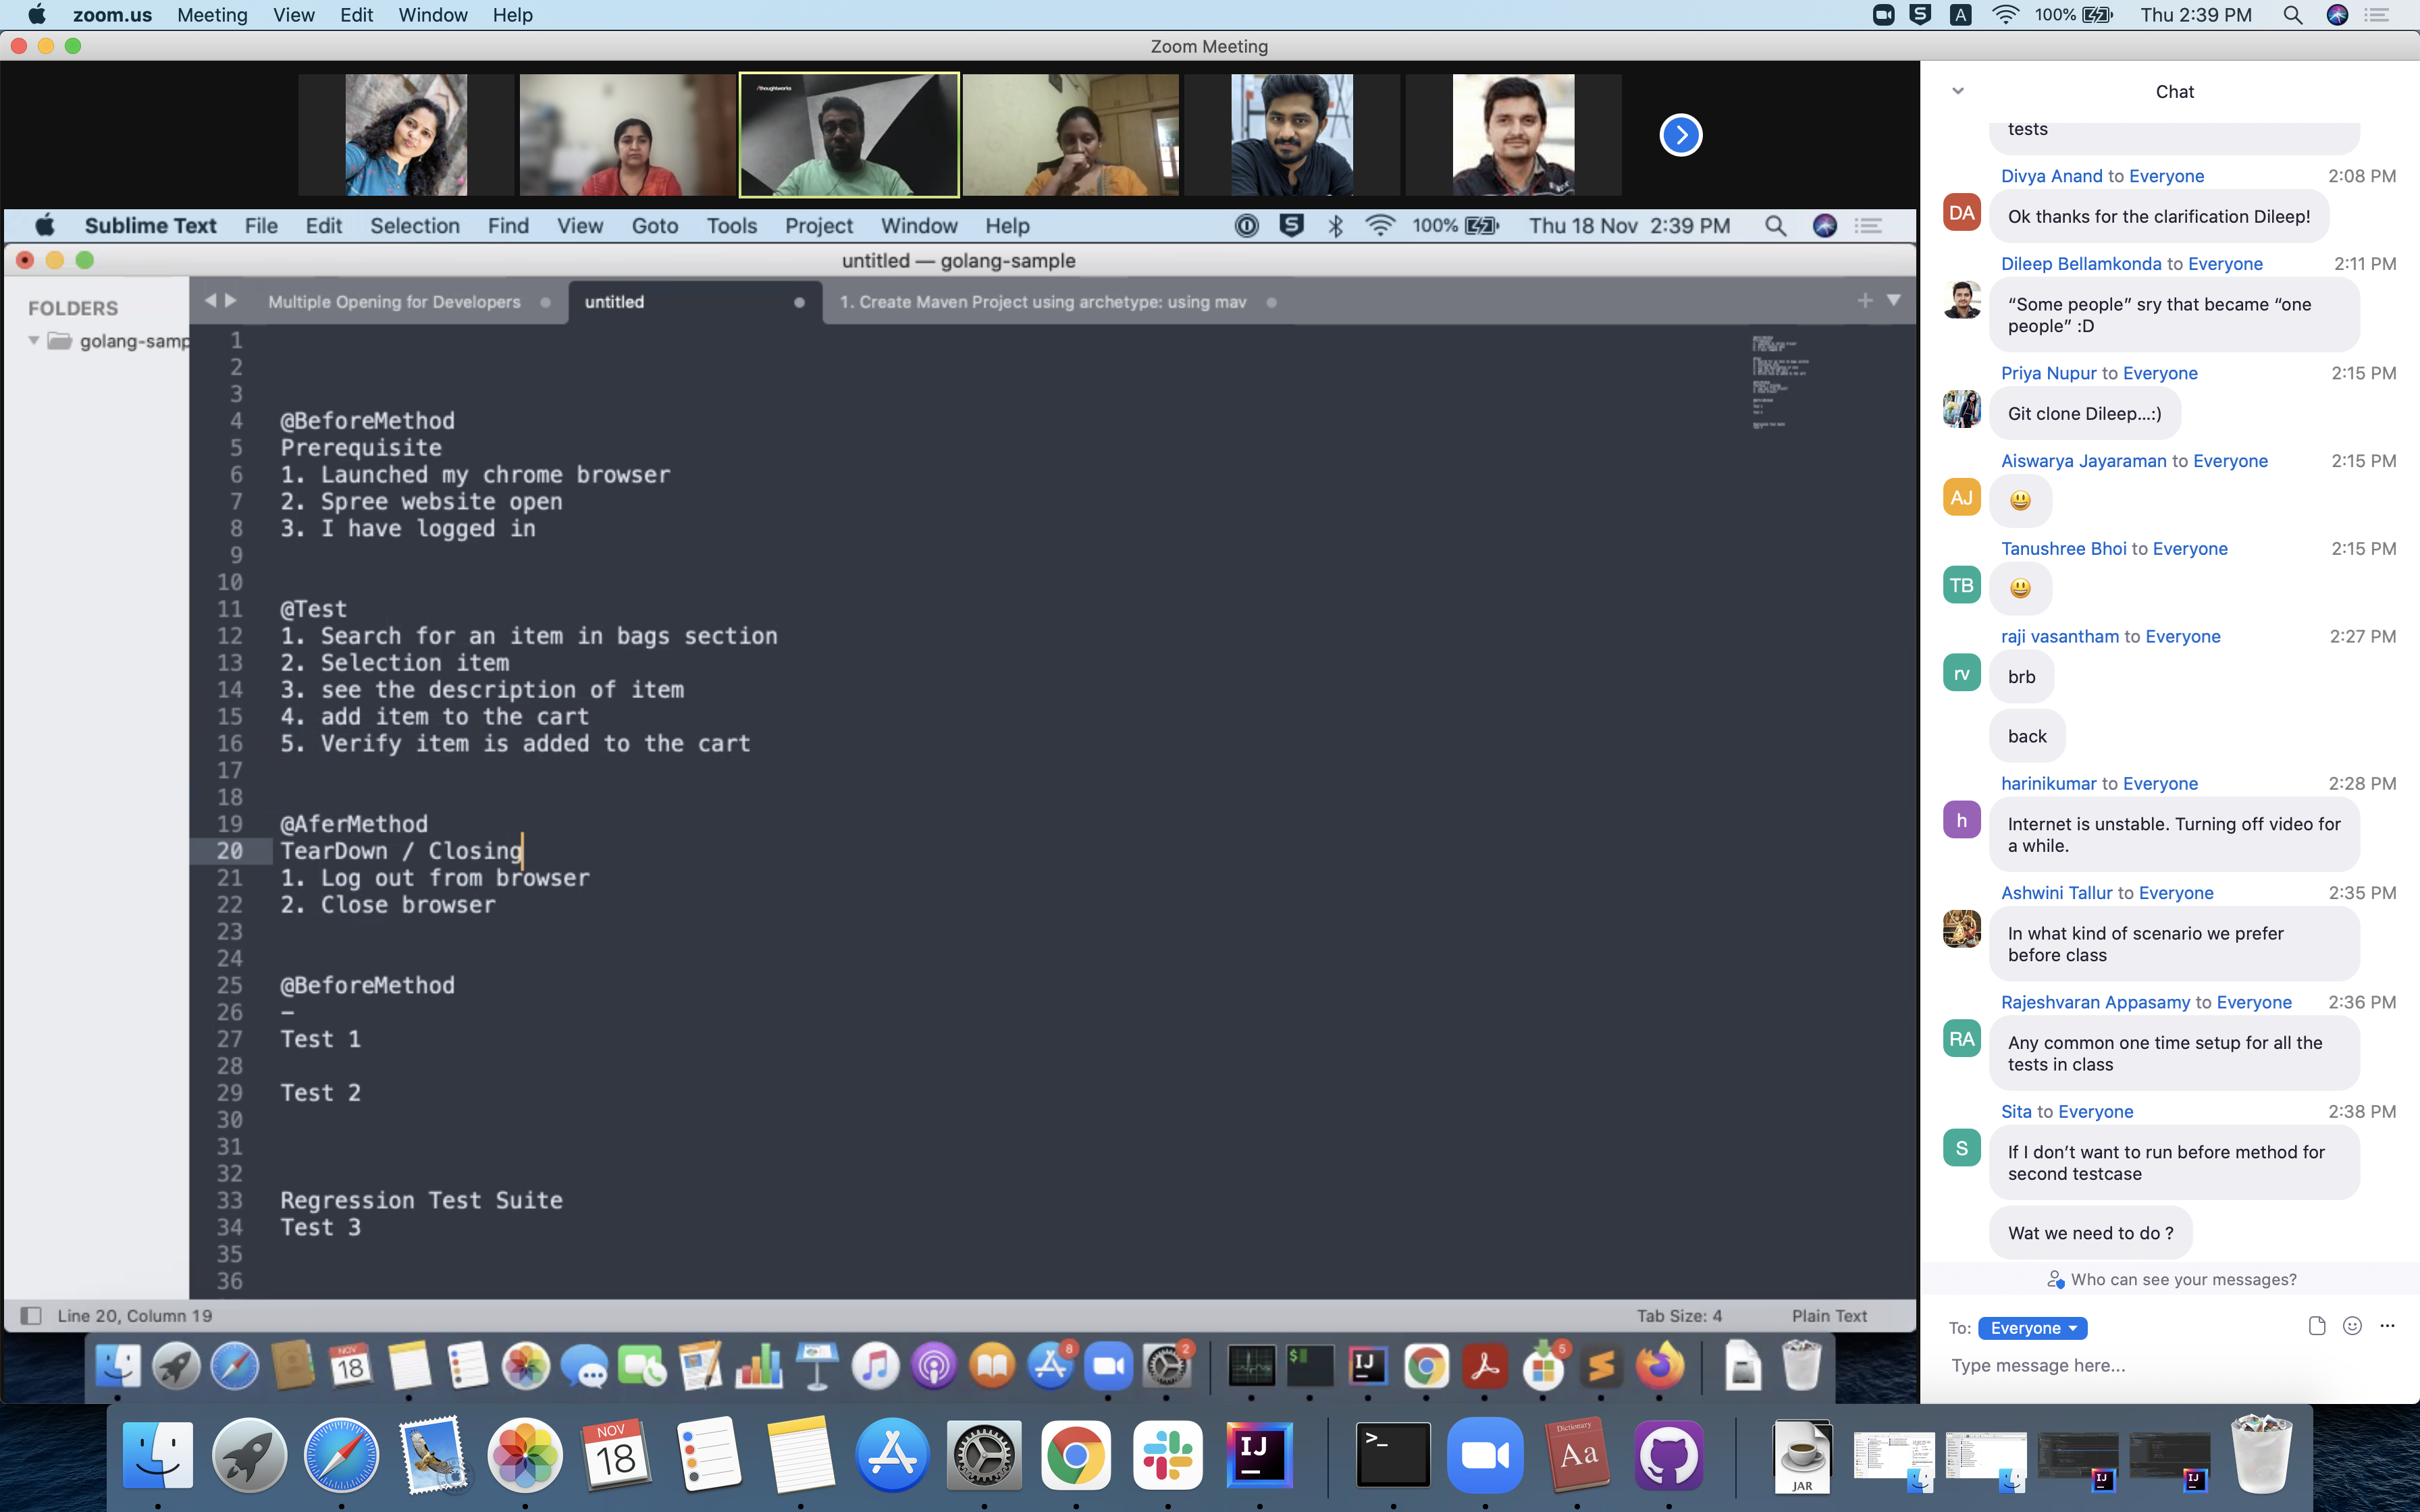 zoom.us Meeting View Edit Window Help 100% Thu 2:39 PM
Zoom Meeting
/thoughtworks
Sublime Text File Edit Selection Find View Goto Tools Project Window Help 100% Thu 18 Nov 2:39 PM
untitled — golang-sample
FOLDERS
golang-samp
Multiple Opening for Developers
untitled
1. Create Maven Project using archetype: using mav
1
2
3
4 @BeforeMethod
5 Prerequisite
6 1. Launched my chrome browser
7 2. Spree website open
8 3. I have logged in
9
10
11 @Test
12 1. Search for an item in bags section
13 2. Selection item
14 3. see the description of item
15 4. add item to the cart
16 5. Verify item is added to the cart
17
18
19 @AferMethod
20 TearDown / Closing
21 1. Log out from browser
22 2. Close browser
23
24
25 @BeforeMethod
26 –
27 Test 1
28
29 Test 2
30
31
32
33 Regression Test Suite
34 Test 3
35
36
Line 20, Column 19
Tab Size: 4
Plain Text
Chat
tests
Divya Anand to Everyone 2:08 PM
DA
Ok thanks for the clarification Dileep!
Dileep Bellamkonda to Everyone 2:11 PM
“Some people” sry that became “one
people” :D
Priya Nupur to Everyone 2:15 PM
Git clone Dileep...:)
Aiswarya Jayaraman to Everyone 2:15 PM
AJ
😃
Tanushree Bhoi to Everyone 2:15 PM
TB
😃
raji vasantham to Everyone 2:27 PM
rv
brb
back
harinikumar to Everyone 2:28 PM
h
Internet is unstable. Turning off video for
a while.
Ashwini Tallur to Everyone 2:35 PM
In what kind of scenario we prefer
before class
Rajeshvaran Appasamy to Everyone 2:36 PM
RA
Any common one time setup for all the
tests in class
Sita to Everyone 2:38 PM
S
If I don’t want to run before method for
second testcase
Wat we need to do ?
Who can see your messages?
To: Everyone
Type message here...
NOV
18
8
2
IJ
5
NOV
18
IJ
>_
Dictionary
Aa
JAR
IJ
IJ